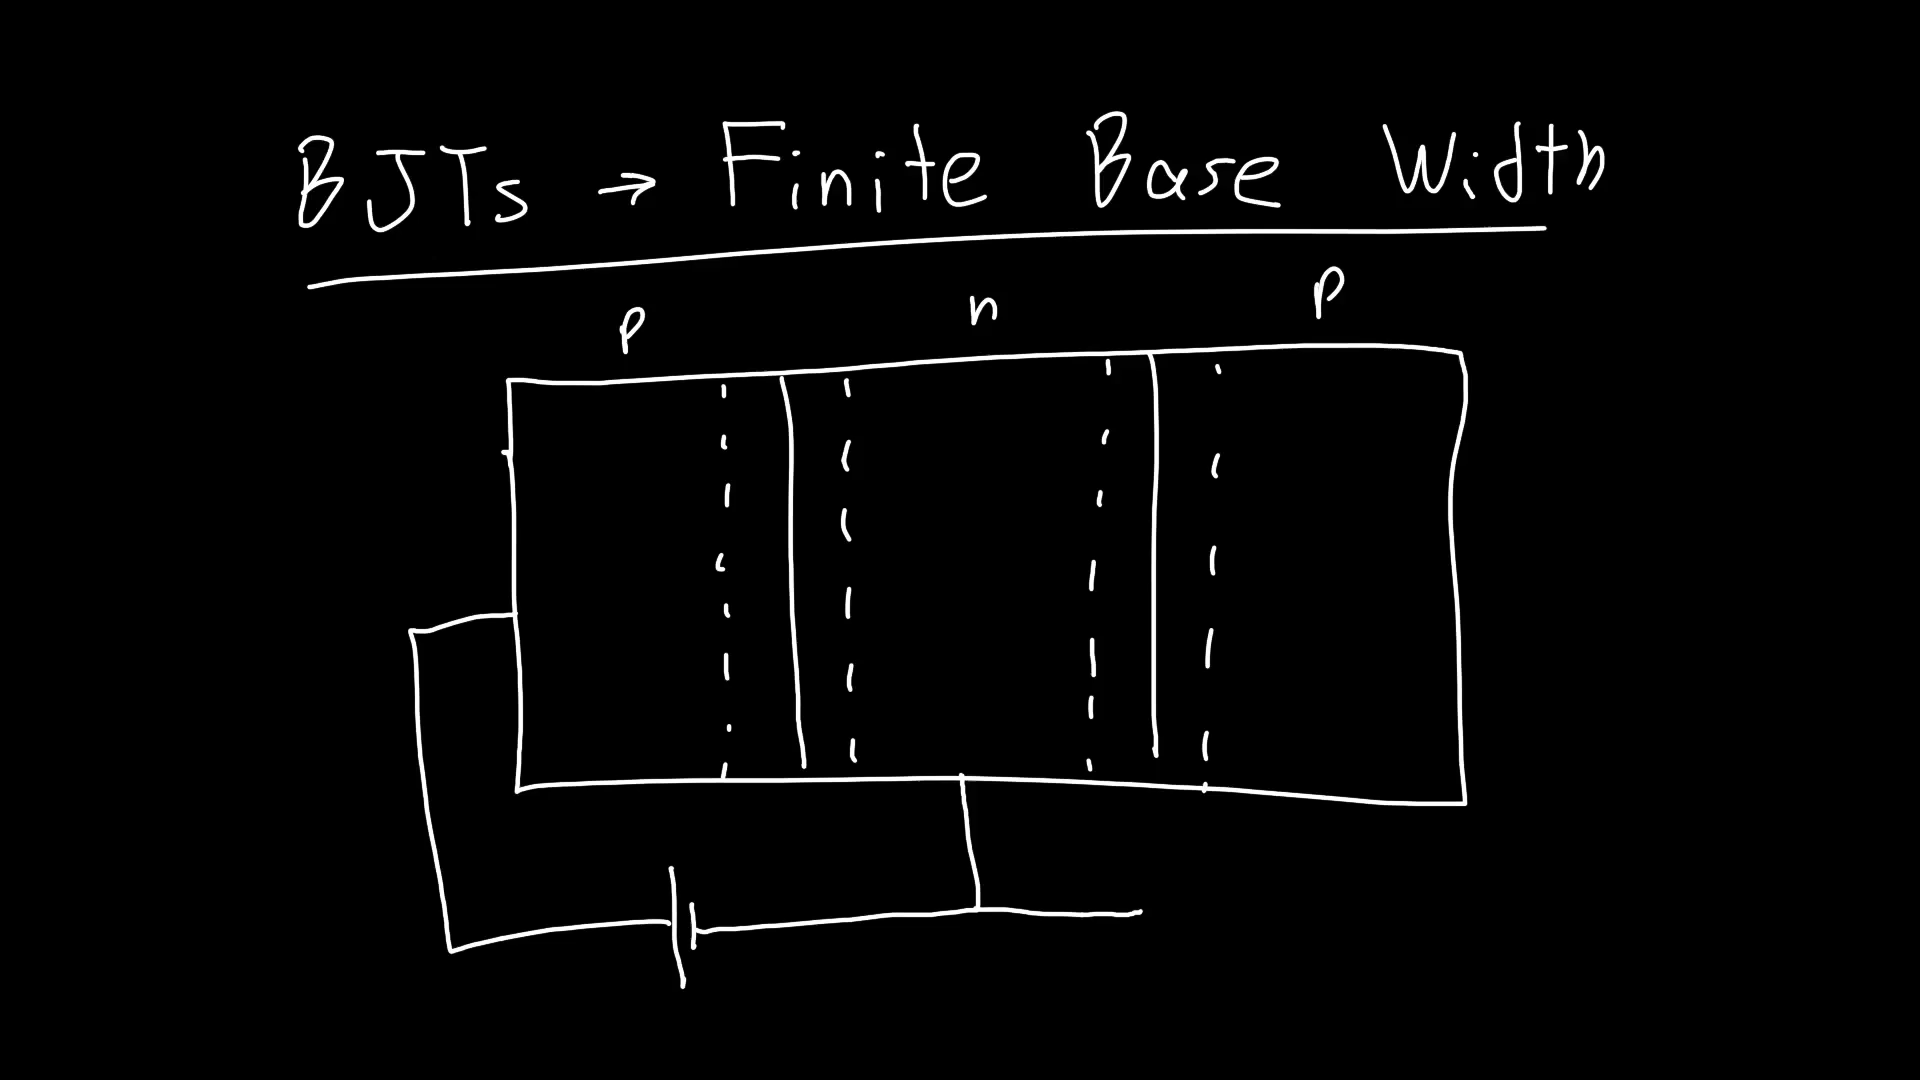 BJTs → Finite Base Width
p n p